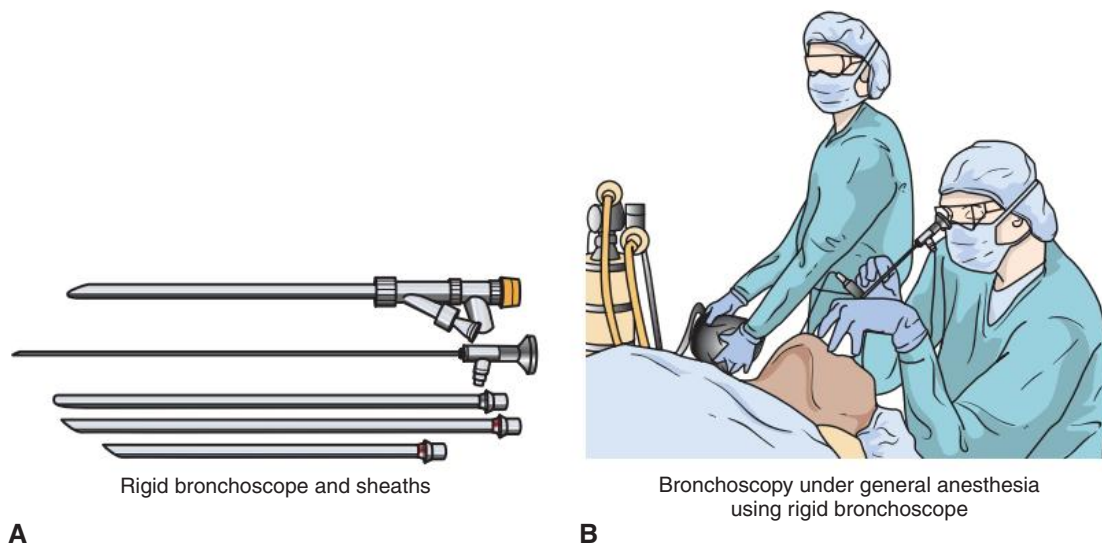 Rigid bronchoscope and sheaths
A
Bronchoscopy under general anesthesia
using rigid bronchoscope
B